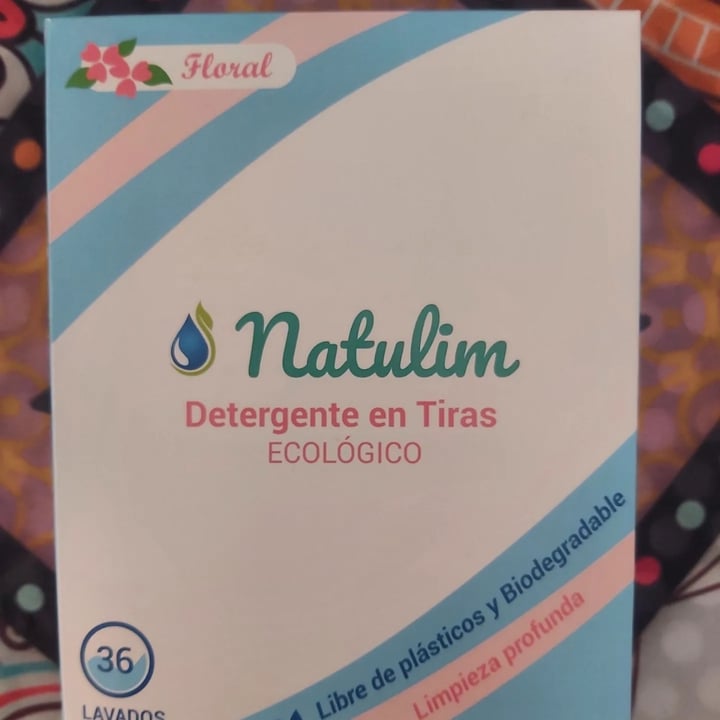 Floral
Natulim
Detergente en Tiras
ECOLÓGICO
Libre de plásticos y Biodegradable
Limpieza profunda
36
LAVADOS